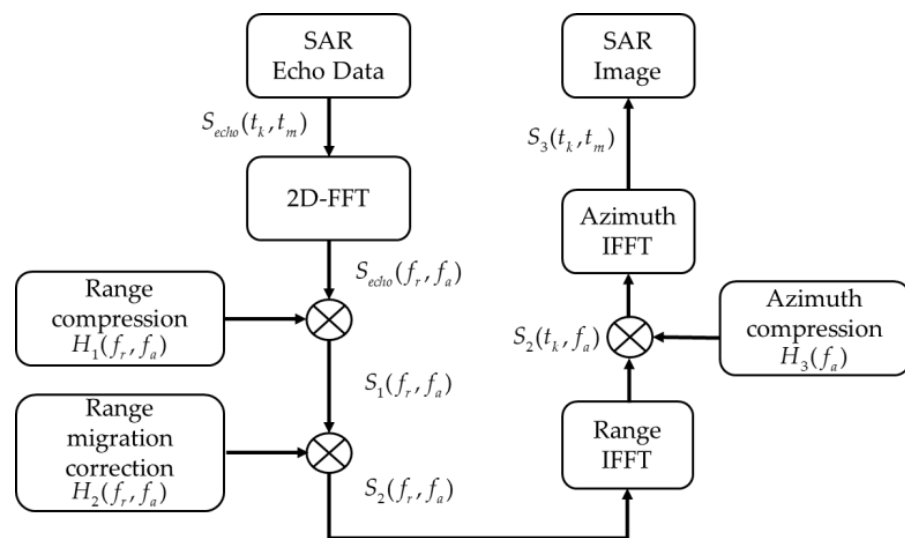 SAR
Echo Data
S_echo(t_k, t_m)
2D-FFT
S_echo(f_r, f_a)
Range
compression
H_1(f_r, f_a)
S_1(f_r, f_a)
Range
migration
correction
H_2(f_r, f_a)
S_2(f_r, f_a)
SAR
Image
S_3(t_k, t_m)
Azimuth
IFFT
S_2(t_k, f_a)
Azimuth
compression
H_3(f_a)
Range
IFFT